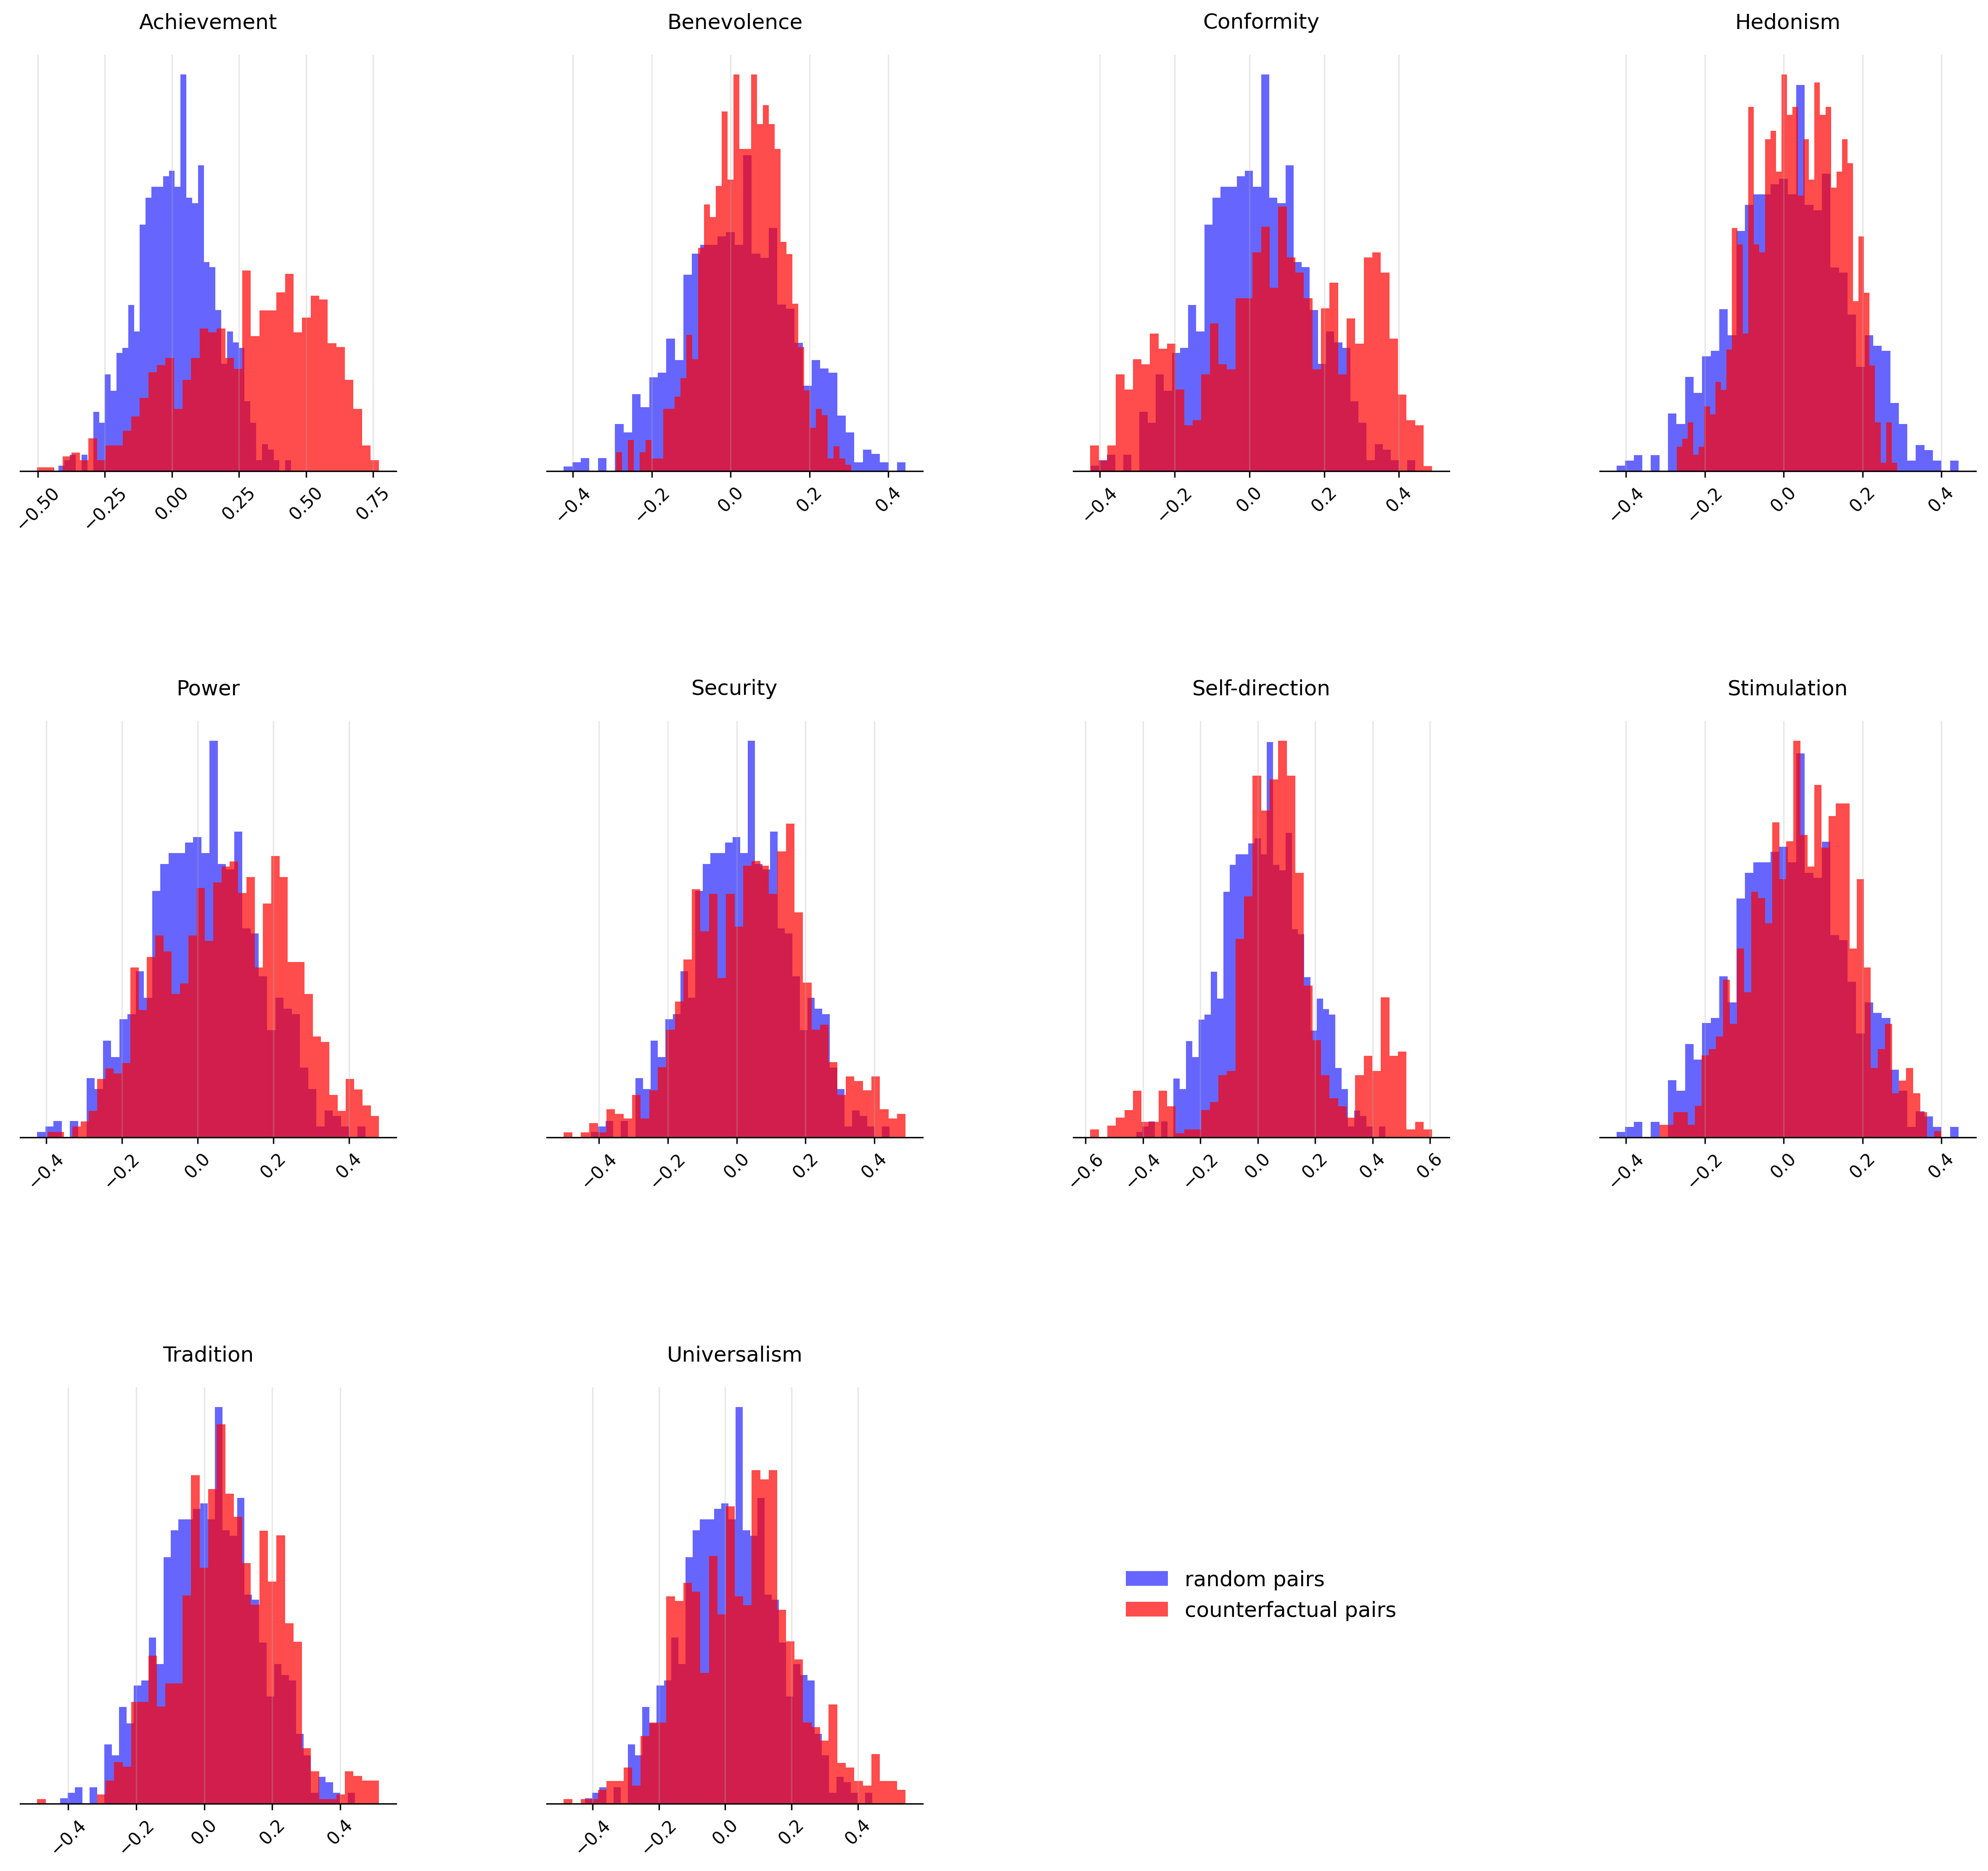 Achievement Benevolence Conformity Hedonism
−0.50 −0.25 0.00 0.25 0.50 0.75 −0.4 −0.2 0.0 0.2 0.4 −0.4 −0.2 0.0 0.2 0.4 −0.4 −0.2 0.0 0.2 0.4
Power Security Self-direction Stimulation
−0.4 −0.2 0.0 0.2 0.4 −0.4 −0.2 0.0 0.2 0.4 −0.6 −0.4 −0.2 0.0 0.2 0.4 0.6 −0.4 −0.2 0.0 0.2 0.4
Tradition Universalism
−0.4 −0.2 0.0 0.2 0.4 −0.4 −0.2 0.0 0.2 0.4
random pairs
counterfactual pairs